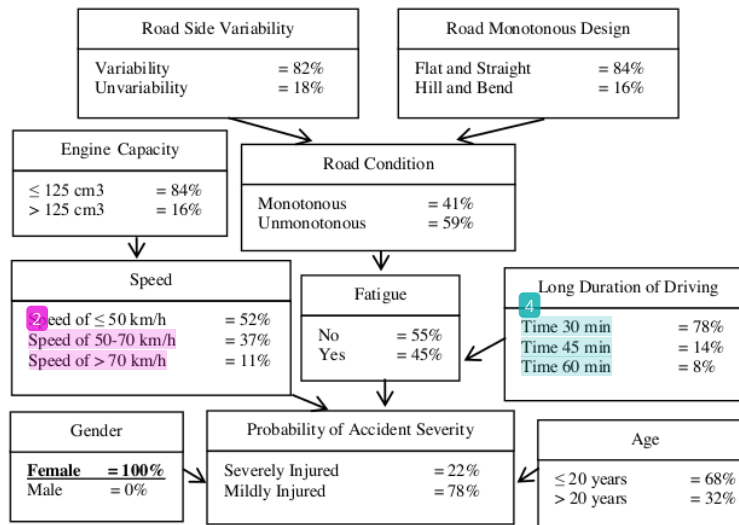 Road Side Variability
Variability = 82%
Unvariability = 18%
Road Monotonous Design
Flat and Straight = 84%
Hill and Bend = 16%
Engine Capacity
≤ 125 cm3 = 84%
> 125 cm3 = 16%
Road Condition
Monotonous = 41%
Unmonotonous = 59%
Speed
2
Speed of ≤ 50 km/h = 52%
Speed of 50-70 km/h = 37%
Speed of > 70 km/h = 11%
Fatigue
No = 55%
Yes = 45%
Long Duration of Driving
4
Time 30 min = 78%
Time 45 min = 14%
Time 60 min = 8%
Gender
Female = 100%
Male = 0%
Probability of Accident Severity
Severely Injured = 22%
Mildly Injured = 78%
Age
≤ 20 years = 68%
> 20 years = 32%